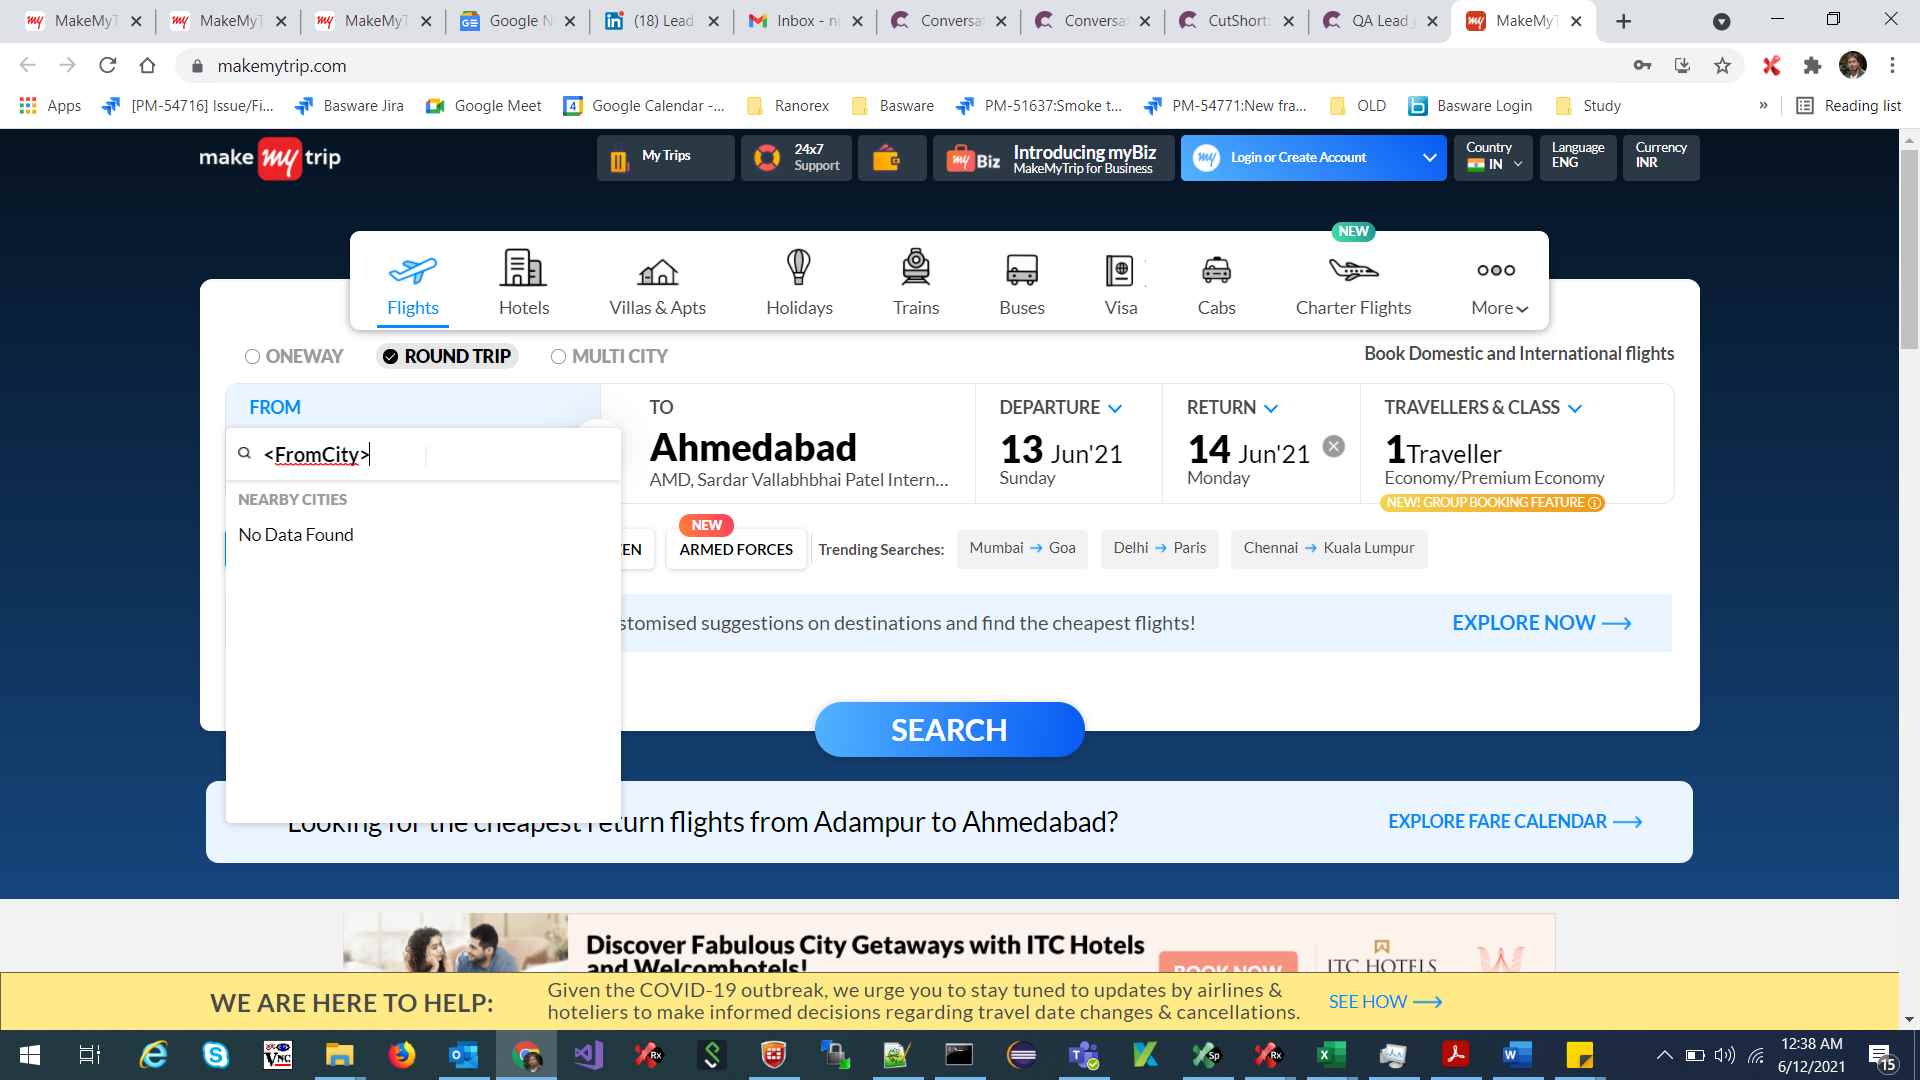 MakeMyT
MakeMyT
MakeMyT
Google N
(18) Lead
Inbox - n
Conversa
Conversa
CutShort
QA Lead
MakeMyT
makemytrip.com
Apps
[PM-54716] Issue/Fi...
Basware Jira
Google Meet
Google Calendar -...
Ranorex
Basware
PM-51637:Smoke t...
PM-54771:New fra...
OLD
Basware Login
Study
»
Reading list
make my trip
My Trips
24x7
Support
my Biz
Introducing myBiz
MakeMyTrip for Business
my
Login or Create Account
Country
IN
Language
ENG
Currency
INR
NEW
Flights
Hotels
Villas & Apts
Holidays
Trains
Buses
Visa
Cabs
Charter Flights
More
ONEWAY
ROUND TRIP
MULTI CITY
Book Domestic and International flights
FROM
<FromCity>
NEARBY CITIES
No Data Found
TO
Ahmedabad
AMD, Sardar Vallabhbhai Patel Intern...
DEPARTURE
13 Jun'21
Sunday
RETURN
14 Jun'21
Monday
TRAVELLERS & CLASS
1 Traveller
Economy/Premium Economy
NEW! GROUP BOOKING FEATURE
EN
NEW
ARMED FORCES
Trending Searches:
Mumbai → Goa
Delhi → Paris
Chennai → Kuala Lumpur
stomised suggestions on destinations and find the cheapest flights!
EXPLORE NOW
SEARCH
Looking for the cheapest return flights from Adampur to Ahmedabad?
EXPLORE FARE CALENDAR
Discover Fabulous City Getaways with ITC Hotels
and Welcomhotels!
BOOK NOW
ITC HOTELS
WE ARE HERE TO HELP:
Given the COVID-19 outbreak, we urge you to stay tuned to updates by airlines &
hoteliers to make informed decisions regarding travel date changes & cancellations.
SEE HOW
12:38 AM
6/12/2021
15